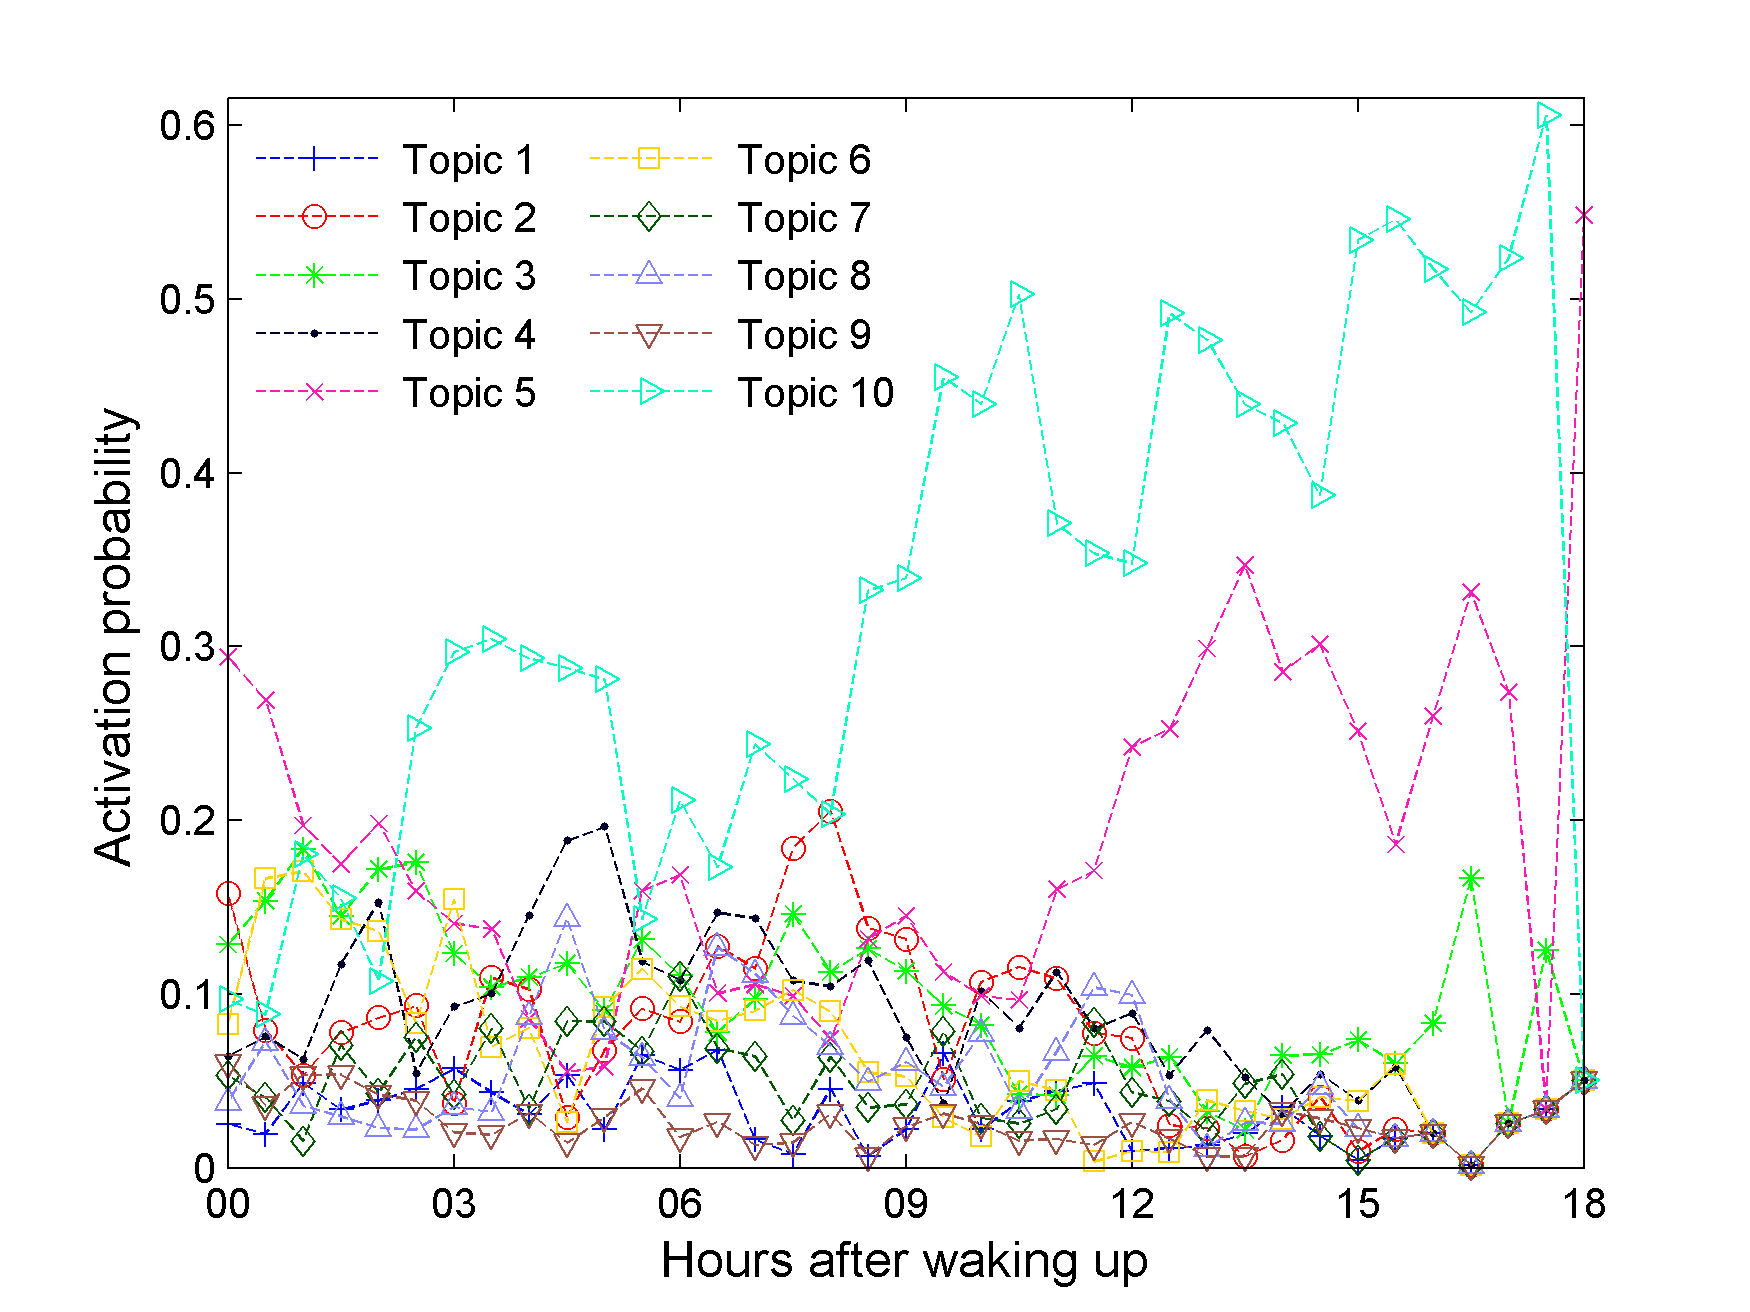 0.6
0.5
0.4
0.3
0.2
0.1
0
Topic 1
Topic 2
Topic 3
Topic 4
Topic 5
Topic 6
Topic 7
Topic 8
Topic 9
Topic 10
Activation probability
00 03 06 09 12 15 18
Hours after waking up